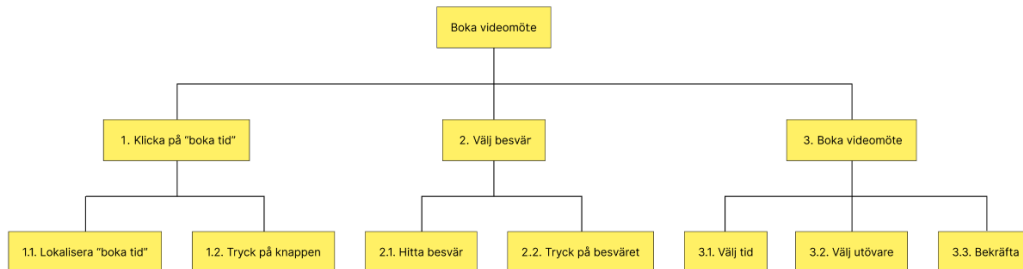 Boka videomöte
1. Klicka på "boka tid"
2. Välj besvär
3. Boka videomöte
1.1. Lokalisera "boka tid"
1.2. Tryck på knappen
2.1. Hitta besvär
2.2. Tryck på besväret
3.1. Välj tid
3.2. Välj utövare
3.3. Bekräfta